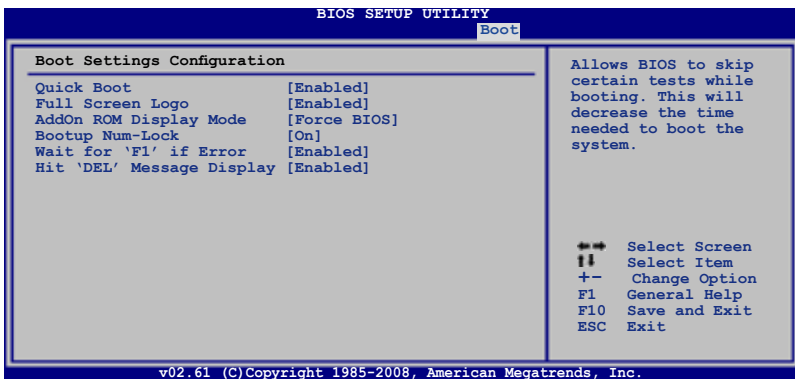 BIOS SETUP UTILITY
Boot
Boot Settings Configuration
Quick Boot [Enabled]
Full Screen Logo [Enabled]
AddOn ROM Display Mode [Force BIOS]
Bootup Num-Lock [On]
Wait for ‘F1’ if Error [Enabled]
Hit ‘DEL’ Message Display [Enabled]
Allows BIOS to skip
certain tests while
booting. This will
decrease the time
needed to boot the
system.
←→ Select Screen
↑↓ Select Item
+- Change Option
F1 General Help
F10 Save and Exit
ESC Exit
v02.61 (C)Copyright 1985-2008, American Megatrends, Inc.